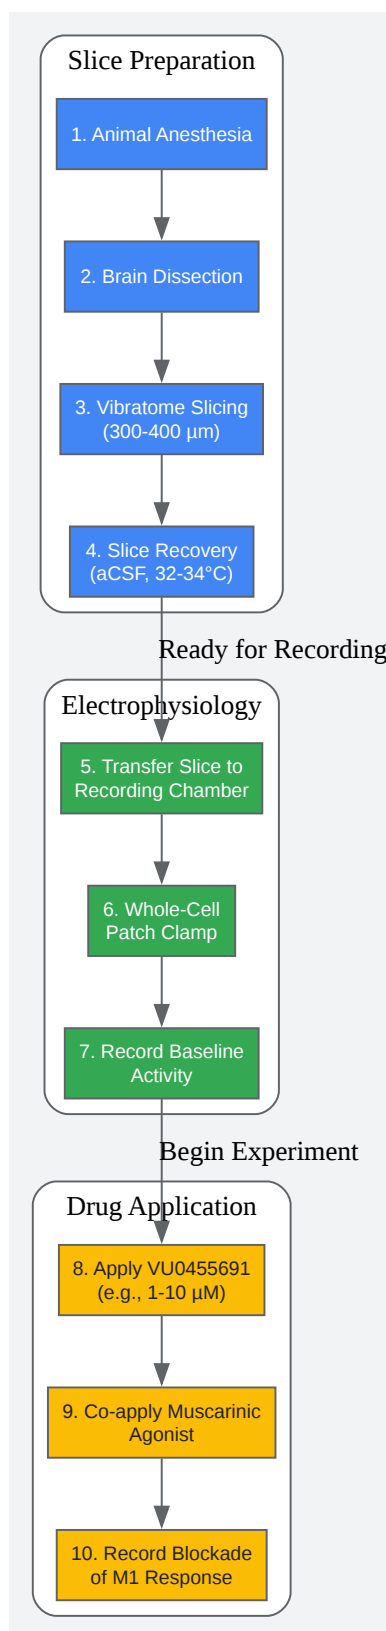 Slice Preparation
1. Animal Anesthesia
2. Brain Dissection
3. Vibratome Slicing
(300-400 µm)
4. Slice Recovery
(aCSF, 32-34°C)
Ready for Recording
Electrophysiology
5. Transfer Slice to
Recording Chamber
6. Whole-Cell
Patch Clamp
7. Record Baseline
Activity
Begin Experiment
Drug Application
8. Apply VU0455691
(e.g., 1-10 µM)
9. Co-apply Muscarinic
Agonist
10. Record Blockade
of M1 Response